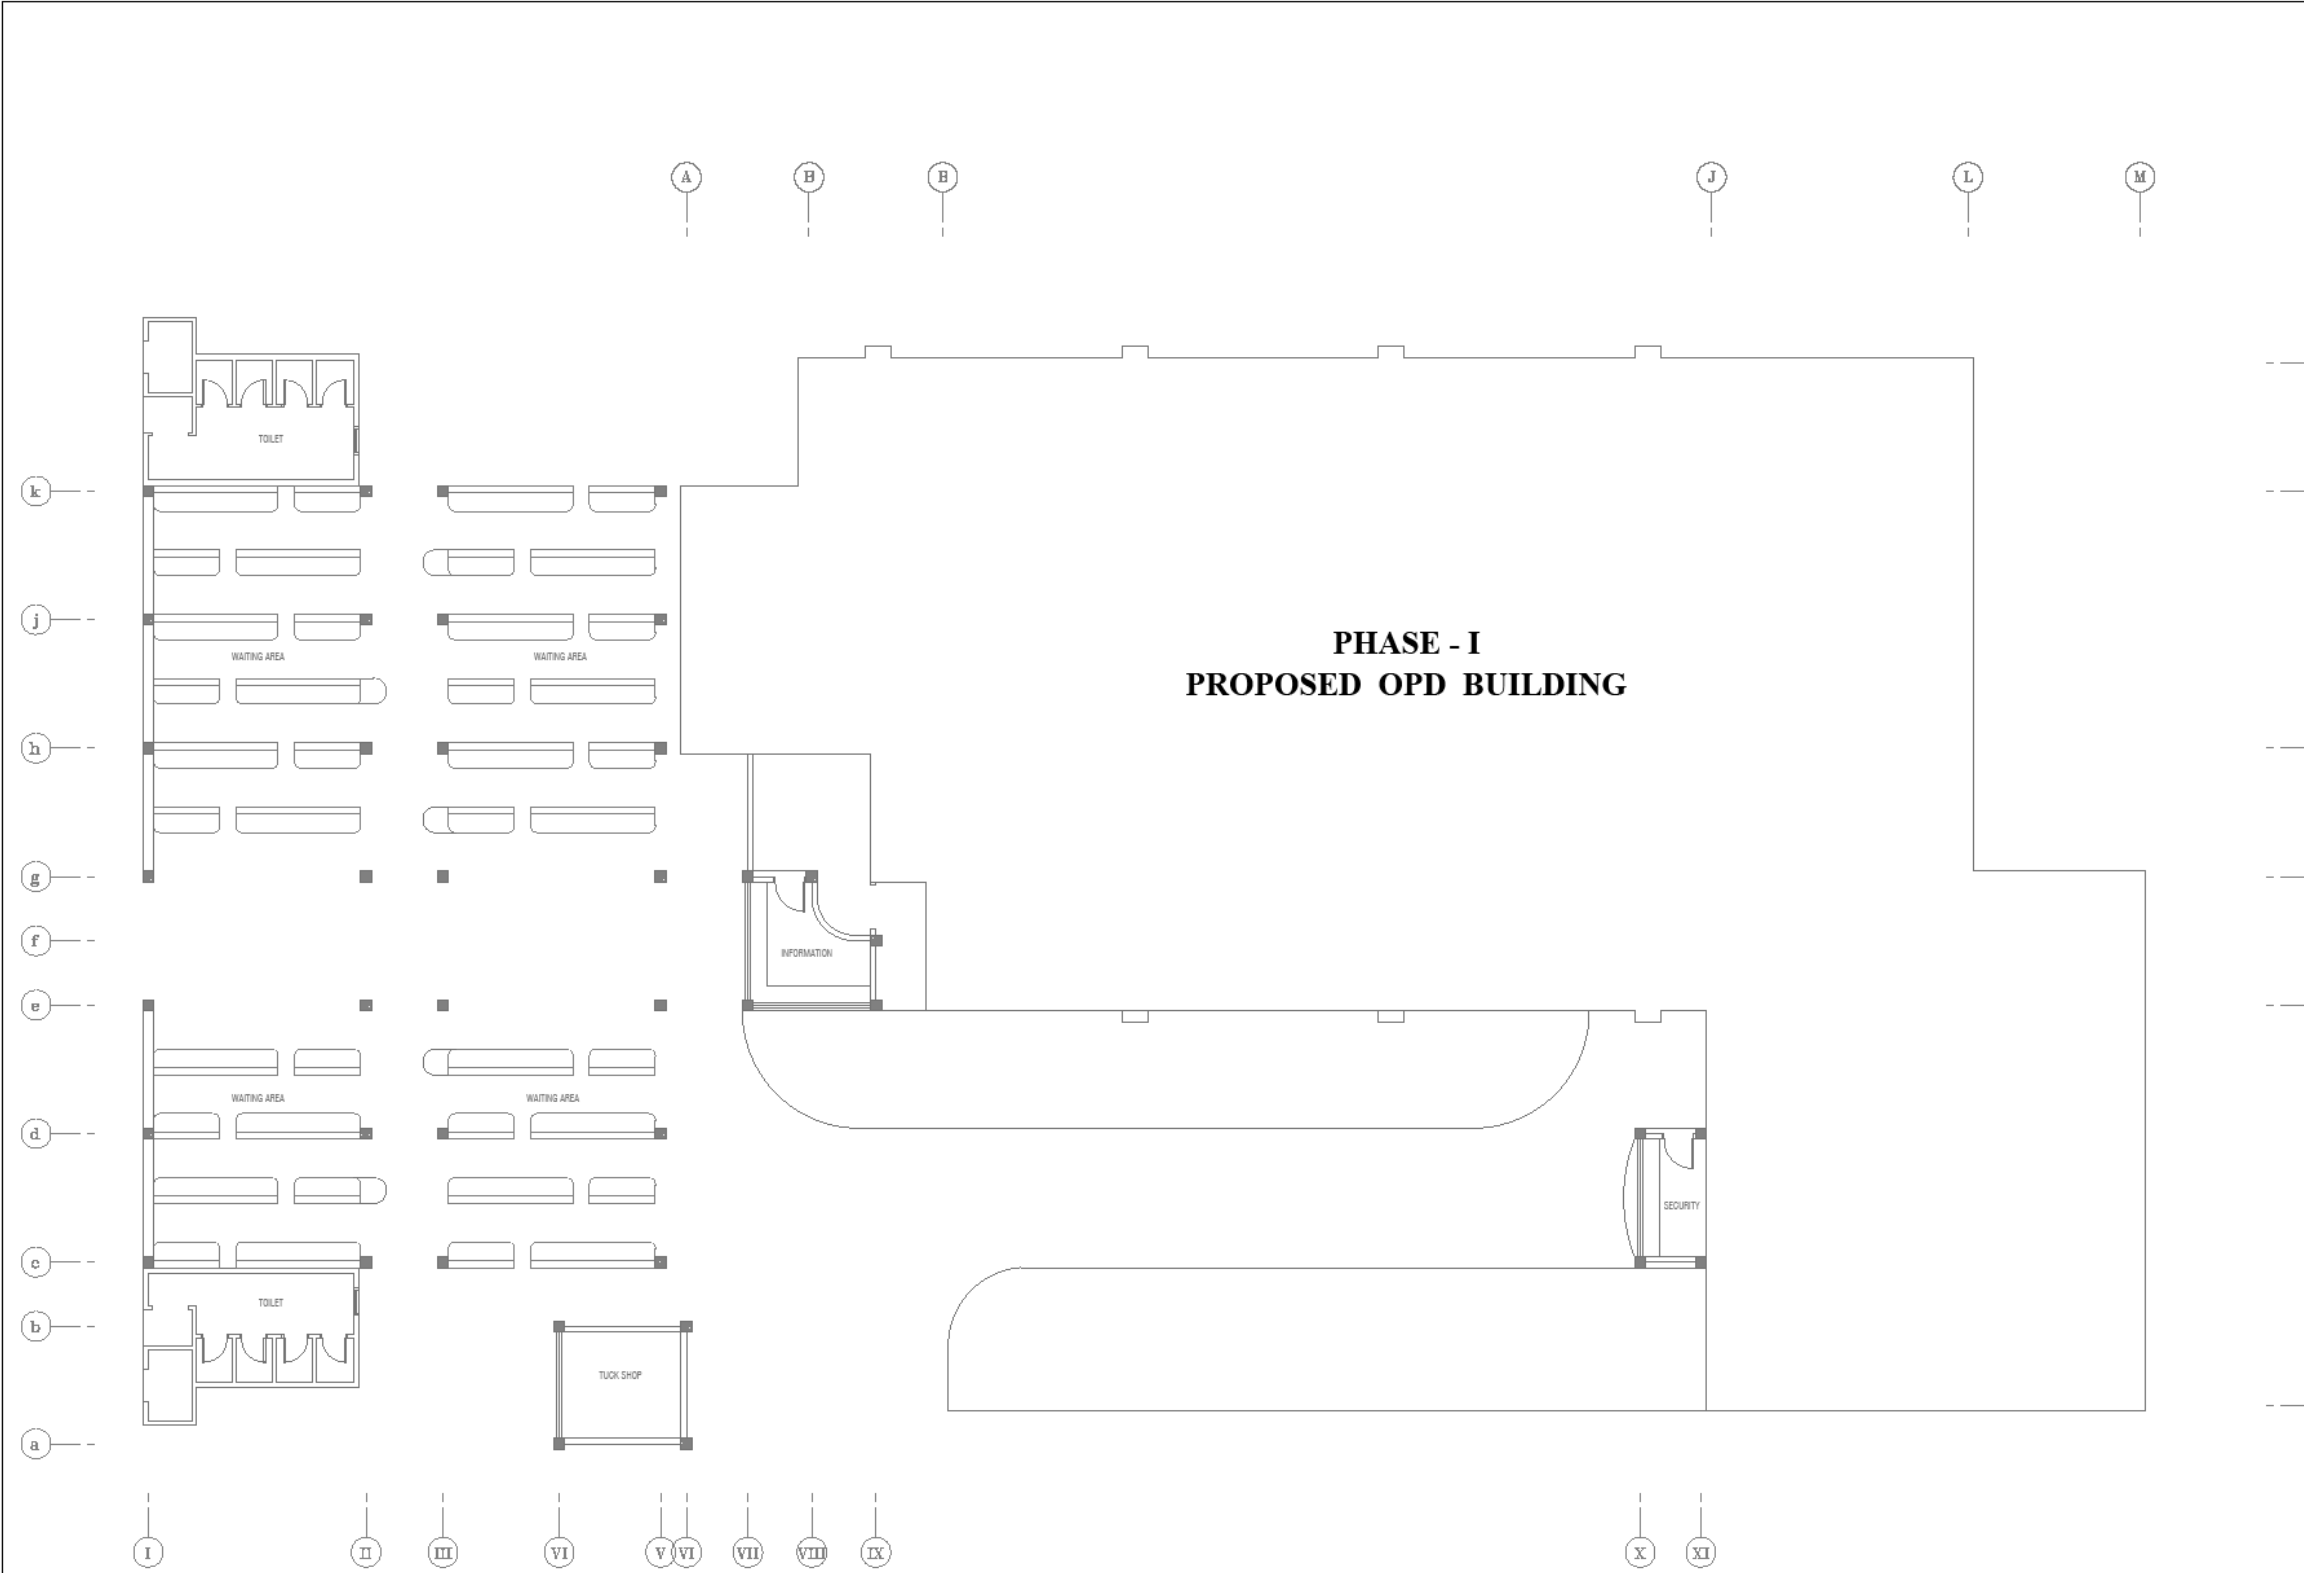 A
B
E
J
L
M
TOILET
k
j
PHASE - I
WAITING AREA
WAITING AREA
PROPOSED OPD BUILDING
h
g
f
INFORMATION
e
WAITING AREA
WAITING AREA
d
SECURITY
c
TOILET
b
TUCK SHOP
a
I
II
III
VI
V
VI
VII
VIII
IX
X
XI